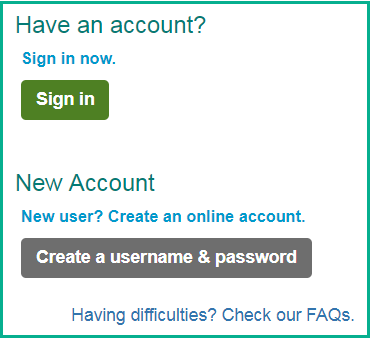 Have an account?
Sign in now.
Sign in
New Account
New user? Create an online account.
Create a username & password
Having difficulties? Check our FAQs.